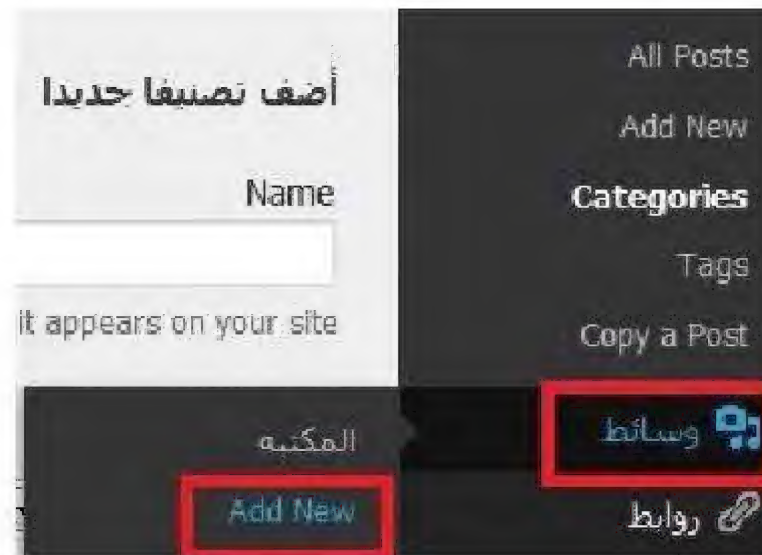 All Posts
Add New
Categories
Tags
Copy a Post
وسائط
روابط
أضف تصنيفا جديدا
Name
it appears on your site
المكتبه
Add New